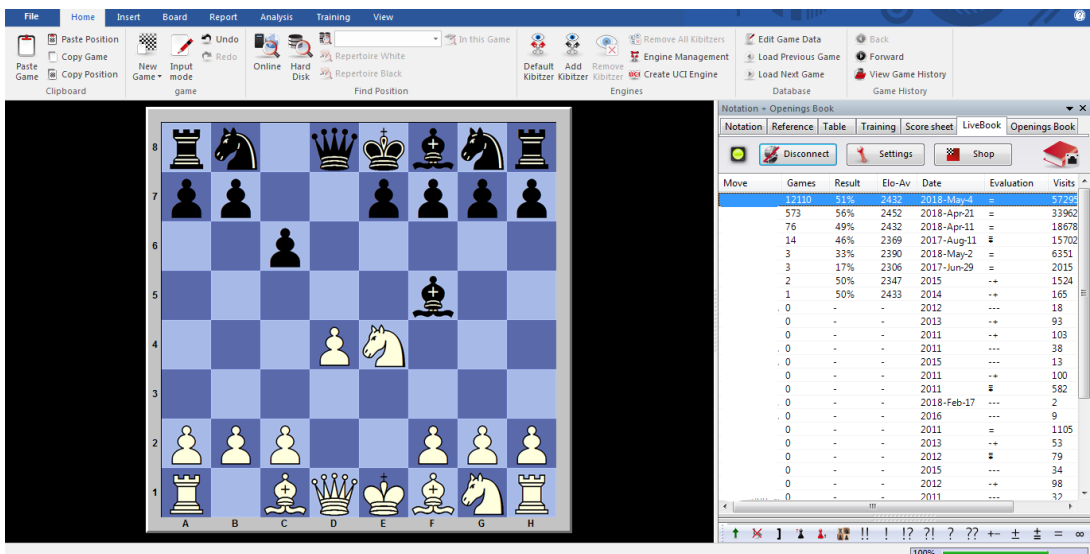 File Home Insert Board Report Analysis Training View
Paste Position
Copy Game
Copy Position
Paste Game
Clipboard
New Game
Input mode
Undo
Redo
game
Online
Hard Disk
In this Game
Repertoire White
Repertoire Black
Find Position
Default Kibitzer
Add Kibitzer
Remove Kibitzer
Remove All Kibitzers
Engine Management
UCI Create UCI Engine
Engines
Edit Game Data
Load Previous Game
Load Next Game
Database
Back
Forward
View Game History
Game History
Notation + Openings Book
Notation Reference Table Training Score sheet LiveBook Openings Book
Disconnect Settings Shop
Move Games Result Elo-Av Date Evaluation Visits
12110 51% 2432 2018-May-4 = 57295
573 56% 2452 2018-Apr-21 = 33962
76 49% 2432 2018-Apr-11 = 18678
14 46% 2369 2017-Aug-11 ⩱ 15702
3 33% 2390 2018-May-2 = 6351
3 17% 2306 2017-Jun-29 = 2015
2 50% 2347 2015 -+ 1524
1 50% 2433 2014 -+ 165
0 - - 2012 --- 18
0 - - 2013 -+ 93
0 - - 2011 -+ 103
0 - - 2011 --- 38
0 - - 2015 --- 13
0 - - 2011 -+ 100
0 - - 2011 ⩱ 582
0 - - 2018-Feb-17 --- 2
0 - - 2016 --- 9
0 - - 2011 = 1105
0 - - 2013 -+ 53
0 - - 2012 ⩱ 79
0 - - 2015 --- 34
0 - - 2012 -+ 98
0 - - 2011 --- 32
8
7
6
5
4
3
2
1
A B C D E F G H
] !! ! !? ?! ? ?? +- ± ⩲ = ∞
100%